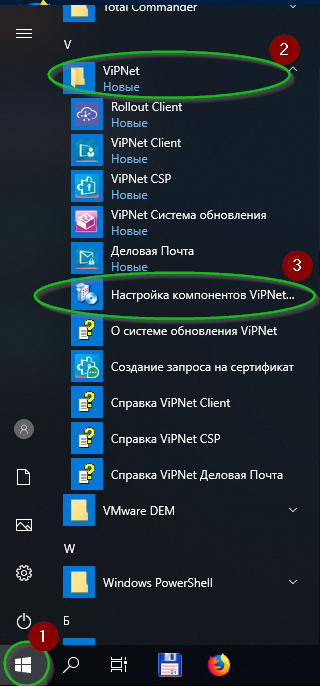 Total Commander
V
2
ViPNet
Новые
Rollout Client
Новые
ViPNet Client
Новые
ViPNet CSP
Новые
ViPNet Система обновления
Новые
Деловая Почта
Новые
3
Настройка компонентов ViPNet...
О системе обновления ViPNet
Создание запроса на сертификат
Справка ViPNet Client
Справка ViPNet CSP
Справка ViPNet Деловая Почта
VMware DEM
W
Windows PowerShell
Б
1